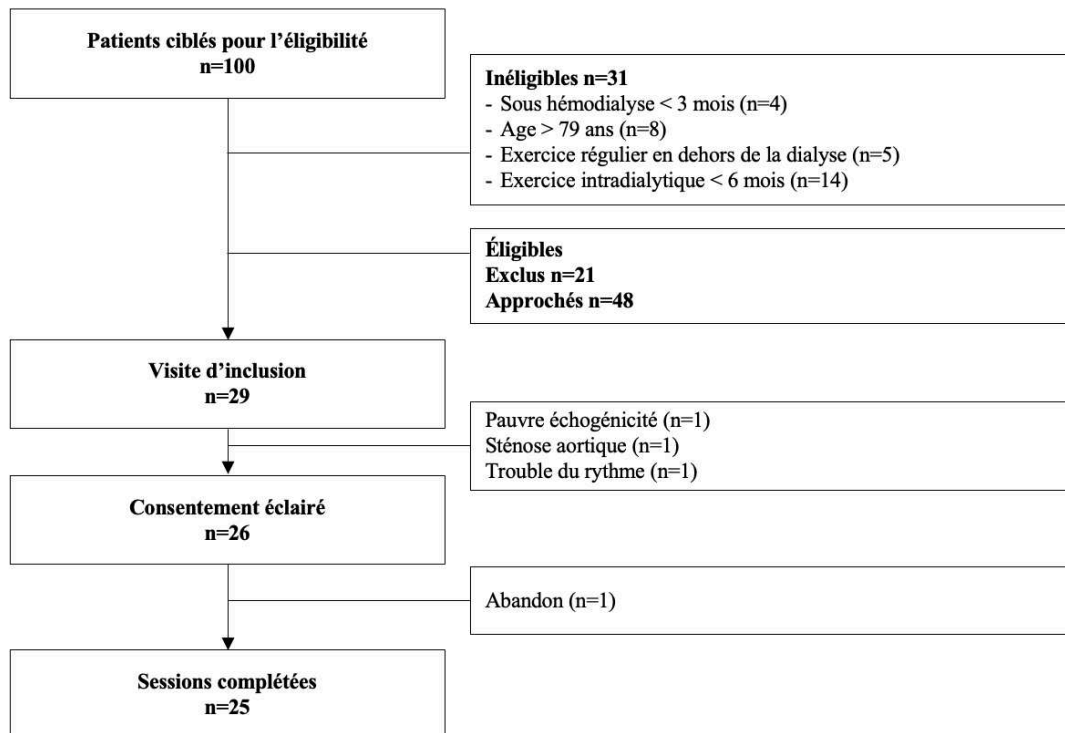 Patients ciblés pour l'éligibilité
n=100
Inéligibles n=31
- Sous hémodialyse < 3 mois (n=4)
- Age > 79 ans (n=8)
- Exercice régulier en dehors de la dialyse (n=5)
- Exercice intradialytique < 6 mois (n=14)
Éligibles
Exclus n=21
Approchés n=48
Visite d'inclusion
n=29
Pauvre échogénicité (n=1)
Sténose aortique (n=1)
Trouble du rythme (n=1)
Consentement éclairé
n=26
Abandon (n=1)
Sessions complétées
n=25